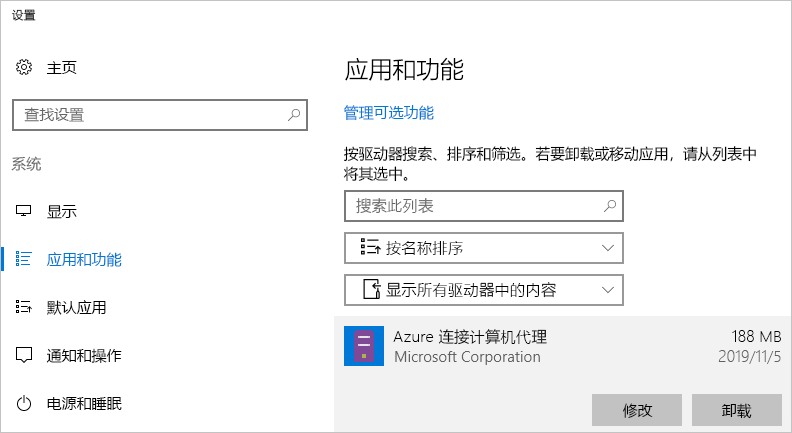 设置
主页
查找设置
系统
显示
应用和功能
默认应用
通知和操作
电源和睡眠
应用和功能
管理可选功能
按驱动器搜索、排序和筛选。若要卸载或移动应用，请从列表中
将其选中。
搜索此列表
按名称排序
显示所有驱动器中的内容
Azure 连接计算机代理 188 MB
Microsoft Corporation 2019/11/5
修改 卸载